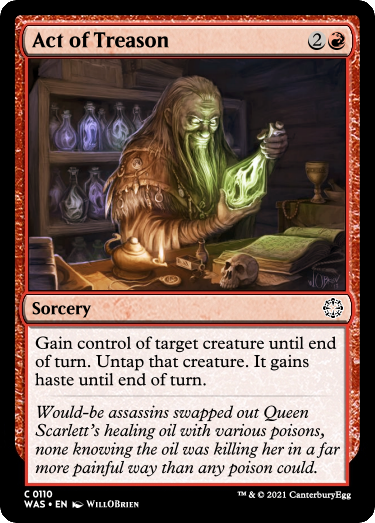 Act of Treason
2
Sorcery
Gain control of target creature until end
of turn. Untap that creature. It gains
haste until end of turn.
Would-be assassins swapped out Queen
Scarlett's healing oil with various poisons,
none knowing the oil was killing her in a far
more painful way than any poison could.
C 0110
WAS • EN WillOBrien
™ & © 2021 CanterburyEgg